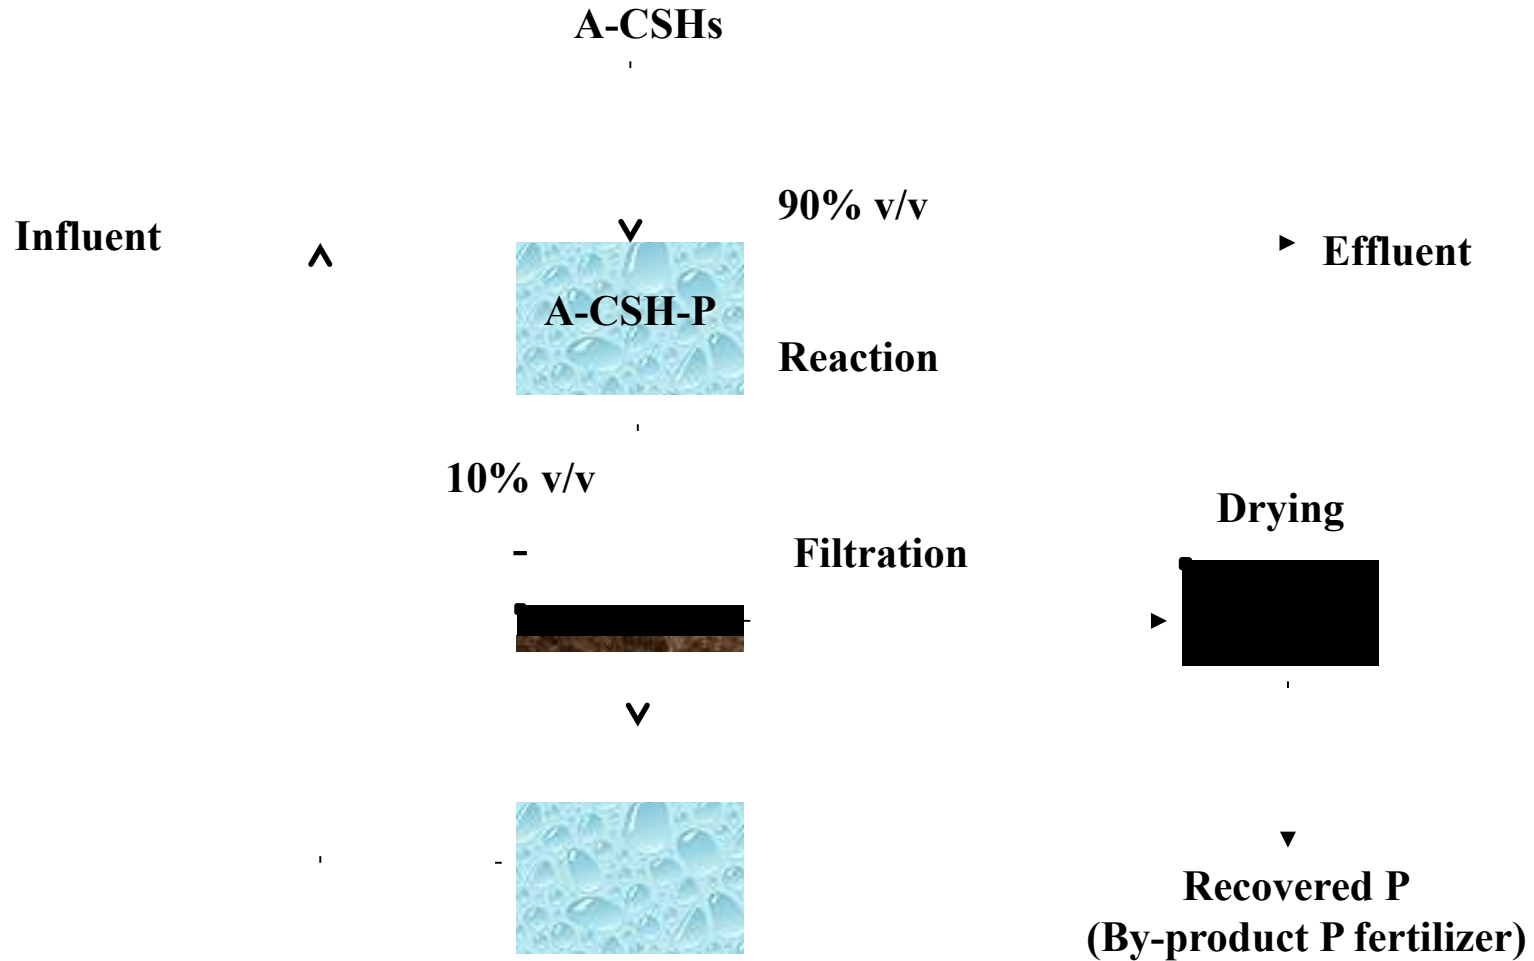 A-CSHs
90% v/v
Influent
Effluent
A-CSH-P
Reaction
10% v/v
Drying
Filtration
Recovered P
(By-product P fertilizer)